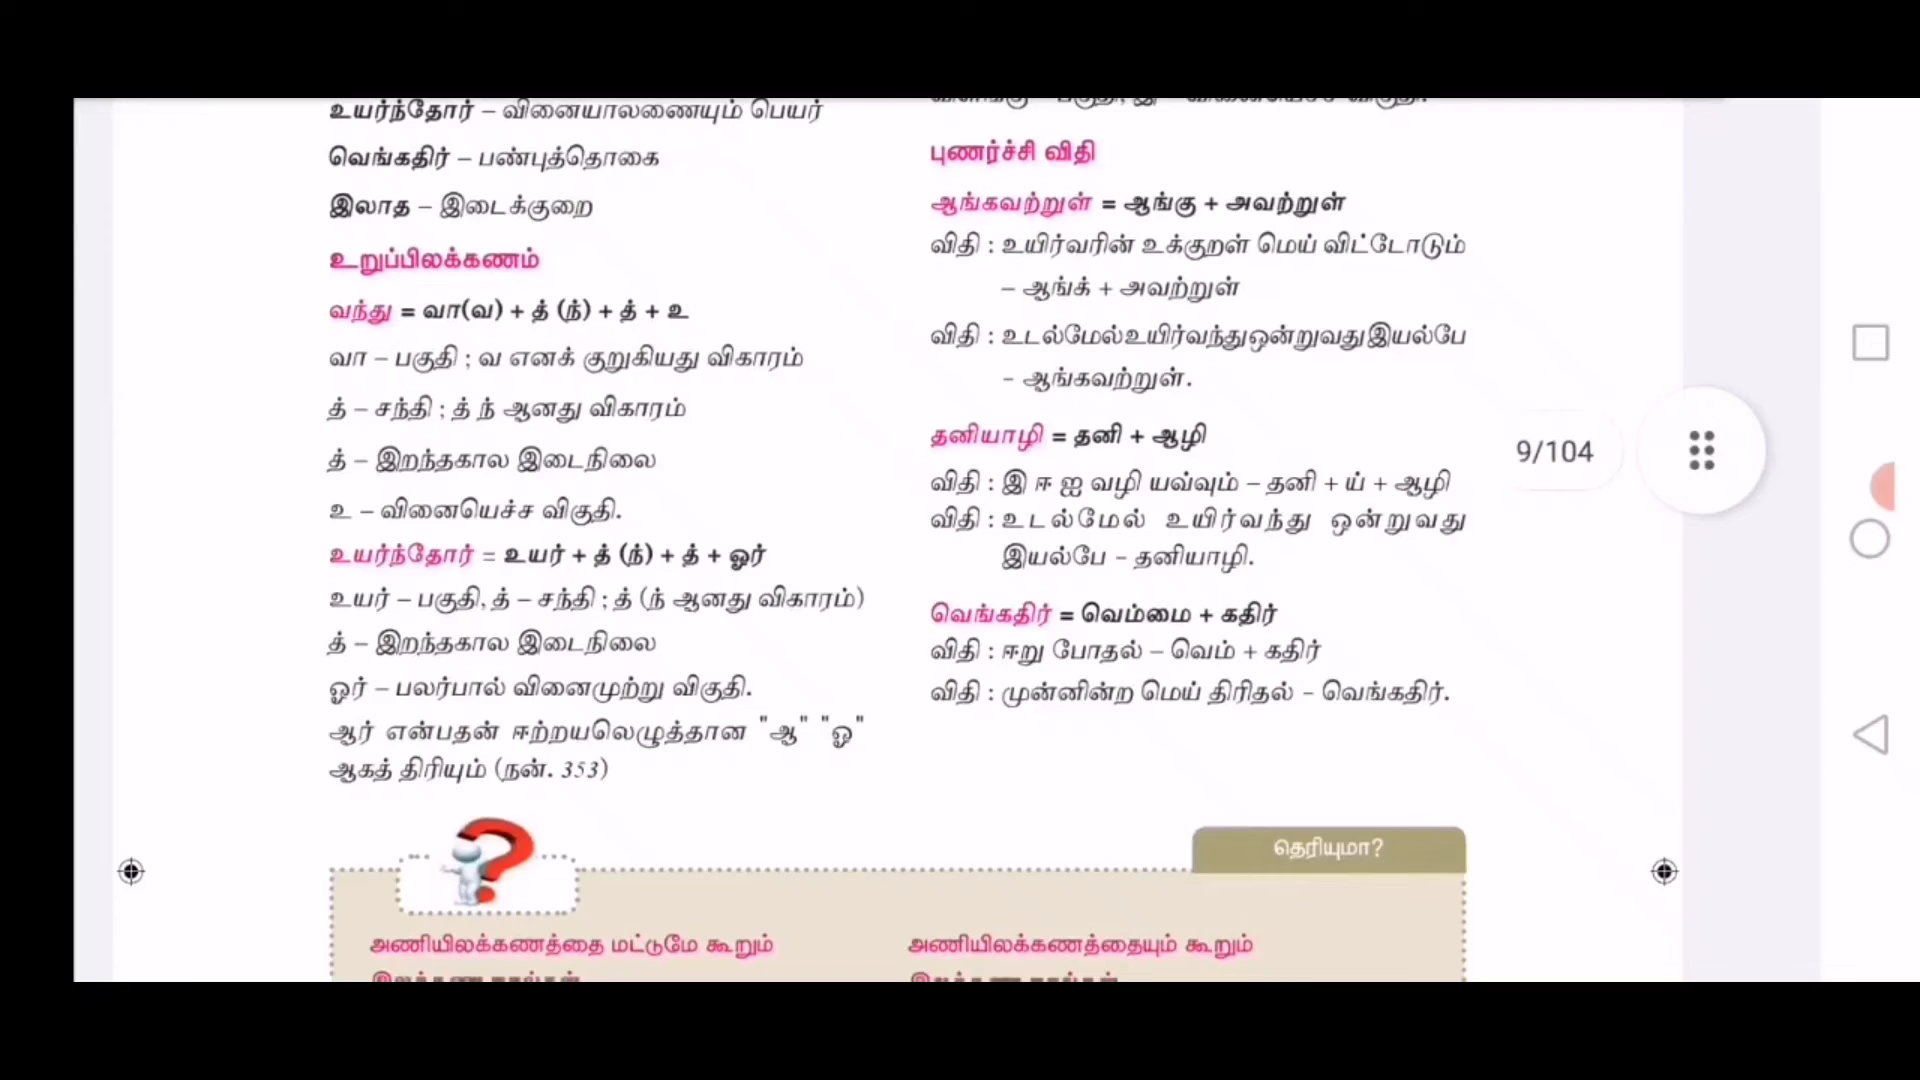 உயர்ந்தோர் – வினையாலணையும் பெயர்
வெங்கதிர் – பண்புத்தொகை
இலாத – இடைக்குறை
உறுப்பிலக்கணம்
வந்து = வா(வ) + த் (ந்) + த் + உ
வா – பகுதி ; வ எனக் குறுகியது விகாரம்
த் – சந்தி ; த் ந் ஆனது விகாரம்
த் – இறந்தகால இடைநிலை
உ – வினையெச்ச விகுதி.
உயர்ந்தோர் = உயர் + த் (ந்) + த் + ஓர்
உயர் – பகுதி, த் – சந்தி ; த் (ந் ஆனது விகாரம்)
த் – இறந்தகால இடைநிலை
ஓர் – பலர்பால் வினைமுற்று விகுதி.
ஆர் என்பதன் ஈற்றயலெழுத்தான "ஆ" "ஓ"
ஆகத் திரியும் (நன். 353)
புணர்ச்சி விதி
ஆங்கவற்றுள் = ஆங்கு + அவற்றுள்
விதி : உயிர்வரின் உக்குறள் மெய் விட்டோடும்
– ஆங்க் + அவற்றுள்
விதி : உடல்மேல்உயிர்வந்துஒன்றுவதுஇயல்பே
– ஆங்கவற்றுள்.
தனியாழி = தனி + ஆழி
விதி : இ ஈ ஐ வழி யவ்வும் – தனி + ய் + ஆழி
விதி : உடல்மேல் உயிர்வந்து ஒன்றுவது
இயல்பே – தனியாழி.
வெங்கதிர் = வெம்மை + கதிர்
விதி : ஈறு போதல் – வெம் + கதிர்
விதி : முன்னின்ற மெய் திரிதல் – வெங்கதிர்.
9/104
தெரியுமா?
அணியிலக்கணத்தை மட்டுமே கூறும்
அணியிலக்கணத்தையும் கூறும்